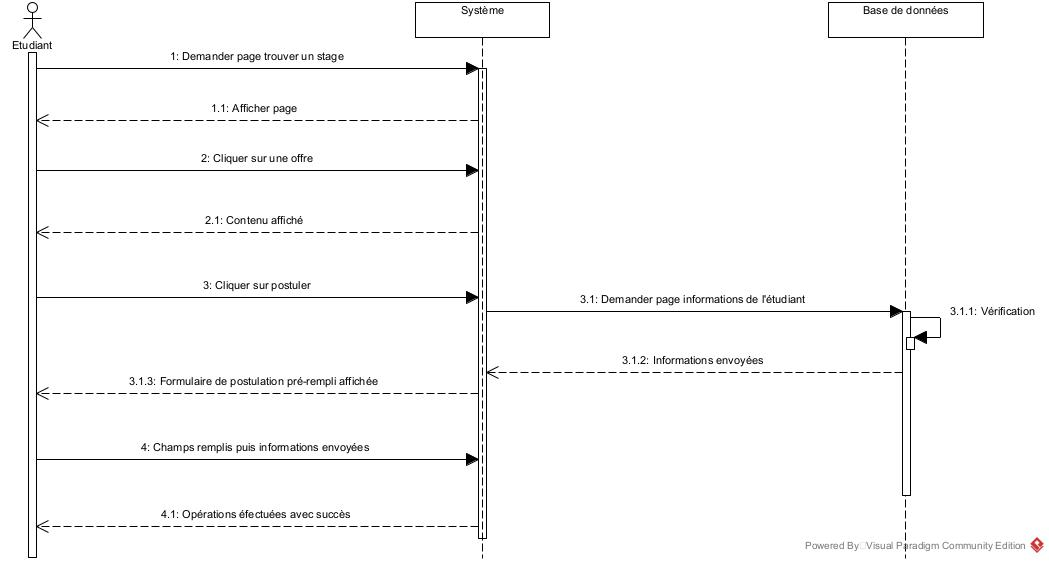 Système
Base de données
Etudiant
1: Demander page trouver un stage
1.1: Afficher page
2: Cliquer sur une offre
2.1: Contenu affiché
3: Cliquer sur postuler
3.1: Demander page informations de l'étudiant
3.1.1: Vérification
3.1.2: Informations envoyées
3.1.3: Formulaire de postulation pré-rempli affichée
4: Champs remplis puis informations envoyées
4.1: Opérations éfectuées avec succès
Powered By Visual Paradigm Community Edition